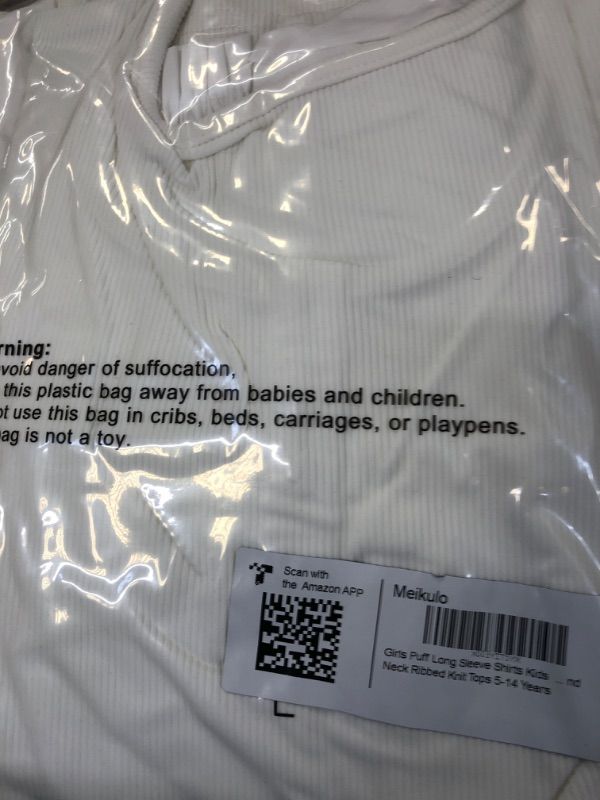 rning:
void danger of suffocation,
this plastic bag away from babies and children.
ot use this bag in cribs, beds, carriages, or playpens.
ag is not a toy.
Scan with
the Amazon APP
Meikulo
Girls Puff Long Sleeve Shirts Kids ... nd
Neck Ribbed Knit Tops 5-14 Years
L